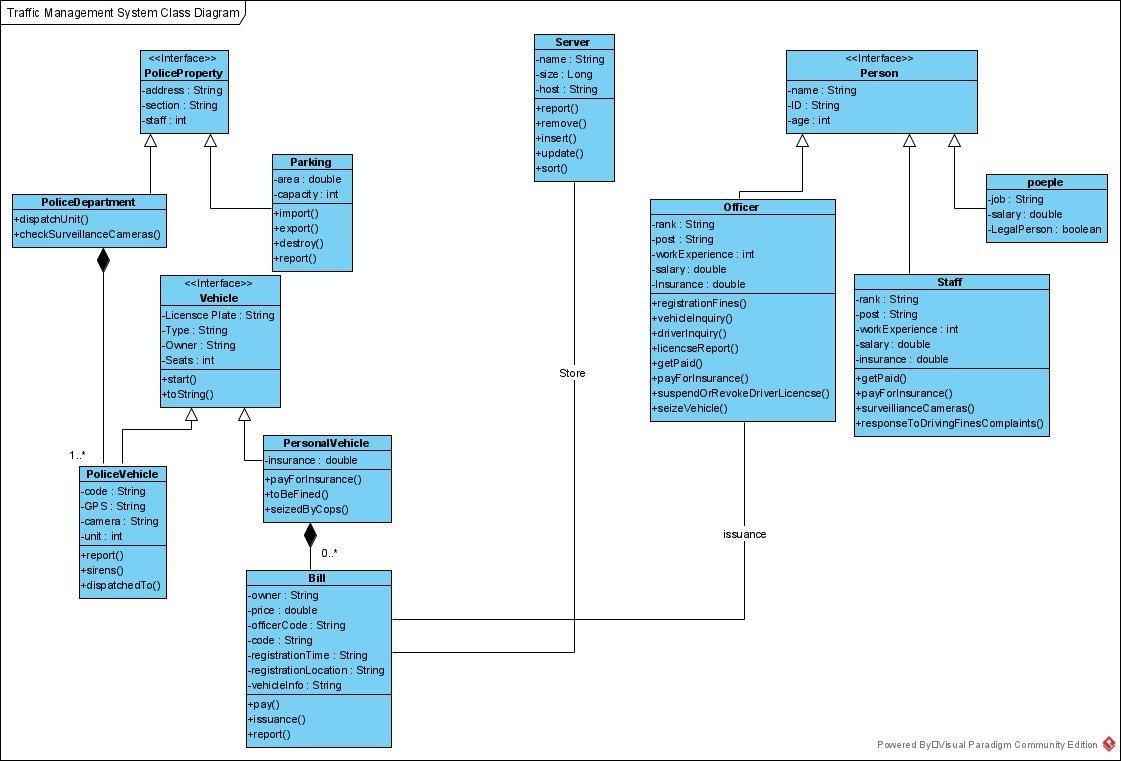 Traffic Management System Class Diagram
<<Interface>>
PoliceProperty
-address : String
-section : String
-staff : int
Server
-name : String
-size : Long
-host : String
+report()
+remove()
+insert()
+update()
+sort()
<<Interface>>
Person
-name : String
-ID : String
-age : int
Parking
-area : double
-capacity : int
+import()
+export()
+destroy()
+report()
PoliceDepartment
+dispatchUnit()
+checkSurveillanceCameras()
poeple
-job : String
-salary : double
-LegalPerson : boolean
Officer
-rank : String
-post : String
-workExperience : int
-salary : double
-Insurance : double
+registrationFines()
+vehicleInquiry()
+driverInquiry()
+licencseReport()
+getPaid()
+payForInsurance()
+suspendOrRevokeDriverLicencse()
+seizeVehicle()
Staff
-rank : String
-post : String
-workExperience : int
-salary : double
-insurance : double
+getPaid()
+payForInsurance()
+surveillianceCameras()
+responseToDrivingFinesComplaints()
<<Interface>>
Vehicle
-Licensce Plate : String
-Type : String
-Owner : String
-Seats : int
+start()
+toString()
Store
1..*
PoliceVehicle
-code : String
-GPS : String
-camera : String
-unit : int
+report()
+sirens()
+dispatchedTo()
PersonalVehicle
-insurance : double
+payForInsurance()
+toBeFined()
+seizedByCops()
0..*
issuance
Bill
-owner : String
-price : double
-officerCode : String
-code : String
-registrationTime : String
-registrationLocation : String
-vehicleInfo : String
+pay()
+issuance()
+report()
Powered By□Visual Paradigm Community Edition